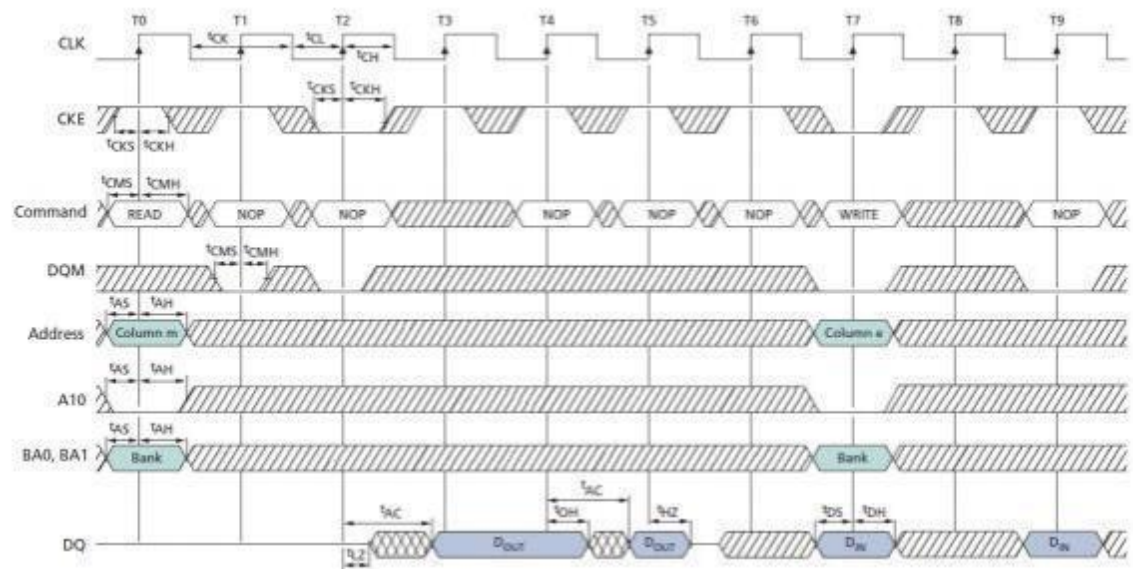 T0 T1 T2 T3 T4 T5 T6 T7 T8 T9
CLK tCK tCL tCH
tCKS tCKH
CKE
tCKS tCKH
tCMS tCMH
Command READ NOP NOP NOP NOP NOP WRITE NOP
tCMS tCMH
DQM
tAS tAH
Address Column m Column e
tAS tAH
A10
tAS tAH
BA0, BA1 Bank Bank
tAC
tAC tOH tHZ tDS tDH
DQ DOUT DOUT DIN DIN
tLZ